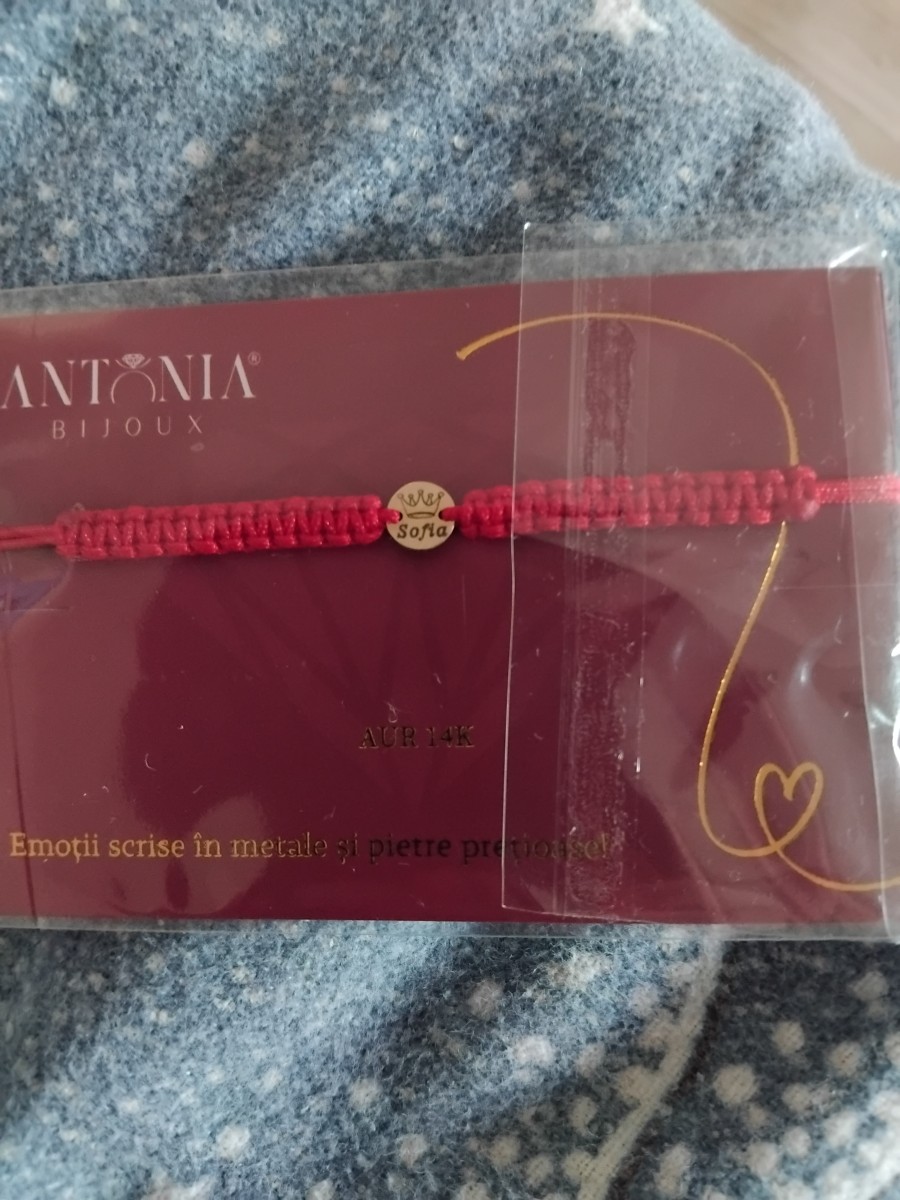 ANTONIA®
BIJOUX
Sofia
AUR 14K
Emoții scrise în metale și pietre prețioase!